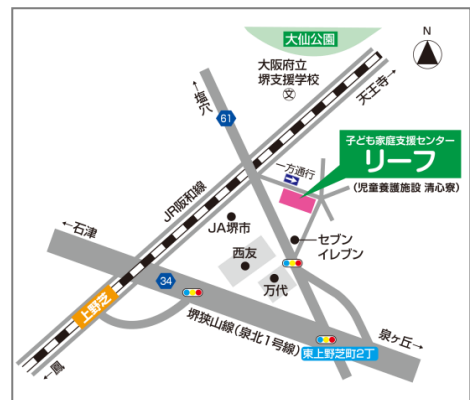 大仙公園
N
大阪府立
堺支援学校
文
←塩穴
天王寺→
61
子ども家庭支援センター
リーフ
(児童養護施設 清心寮)
一方通行
JR阪和線
JA堺市
←石津
セブン
イレブン
西友
万代
34
上野芝
堺狭山線(泉北1号線)
泉ヶ丘→
東上野芝町2丁
←鳳